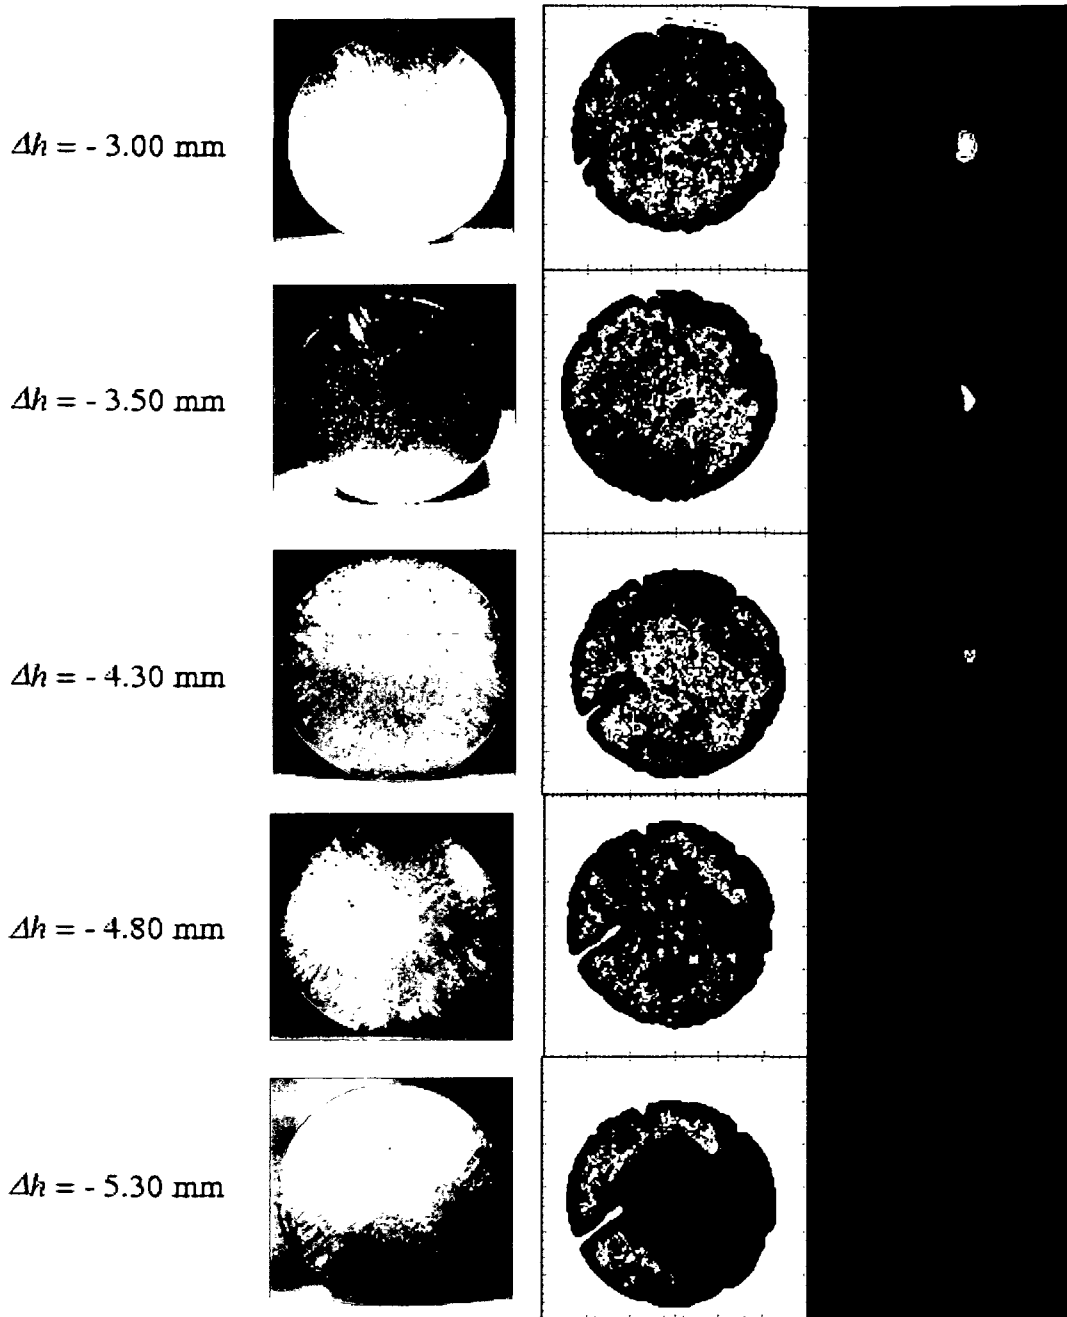 Δh = - 3.00 mm
Δh = - 3.50 mm
Δh = - 4.30 mm
Δh = - 4.80 mm
Δh = - 5.30 mm